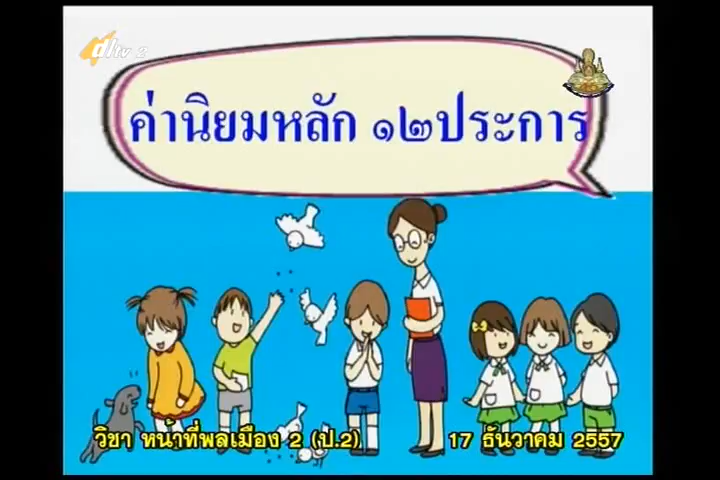 dltv 2
ค่านิยมหลัก ๑๒ประการ
วิชา หน้าที่พลเมือง 2 (ป.2) 17 ธันวาคม 2557